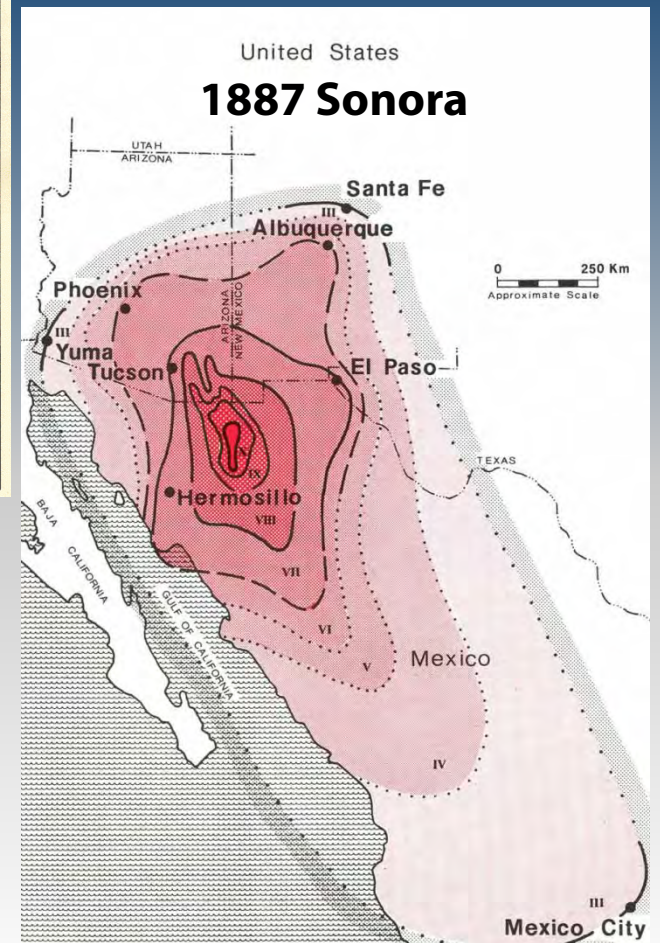 United States
1887 Sonora
UTAH
ARIZONA
Santa Fe
III
Albuquerque
0 250 Km
Approximate Scale
Phoenix
ARIZONA
NEW MEXICO
III
Yuma
Tucson
El Paso
X
IX
TEXAS
Hermosillo
VIII
BAJA
CALIFORNIA
GULF OF CALIFORNIA
VII
VI
V
Mexico
IV
III
Mexico City